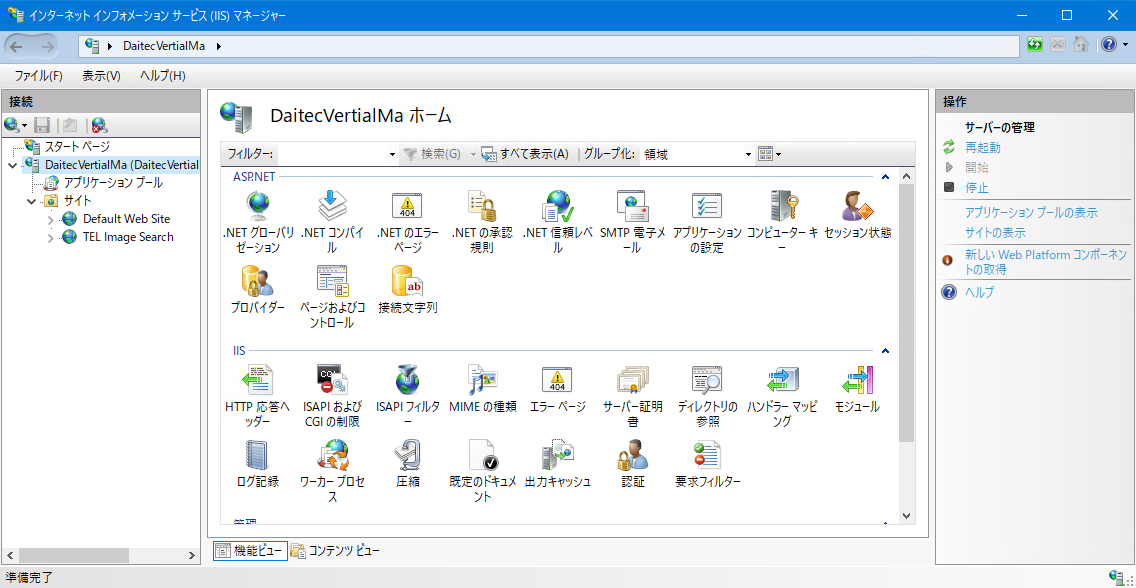 インターネット インフォメーション サービス (IIS) マネージャー
DaitecVertialMa
ファイル(F) 表示(V) ヘルプ(H)
接続
スタート ページ
DaitecVertialMa (DaitecVertial
アプリケーション プール
サイト
Default Web Site
TEL Image Search
DaitecVertialMa ホーム
フィルター: 検索(G) すべて表示(A) グループ化: 領域
ASP.NET
.NET グローバリ
ゼーション
.NET コンパイ
ル
.NET のエラー
ページ
.NET の承認
規則
.NET 信頼レベ
ル
SMTP 電子メ
ール
アプリケーション
の設定
コンピューター キ
ー
セッション状態
プロバイダー
ページおよびコ
ントロール
接続文字列
IIS
HTTP 応答ヘ
ッダー
ISAPI および
CGI の制限
ISAPI フィルタ
ー
MIME の種類
エラー ページ
サーバー証明
書
ディレクトリの
参照
ハンドラー マッピ
ング
モジュール
ログ記録
ワーカー プロセ
ス
圧縮
既定のドキュメ
ント
出力キャッシュ
認証
要求フィルター
管理
機能ビュー コンテンツ ビュー
操作
サーバーの管理
再起動
開始
停止
アプリケーション プールの表示
サイトの表示
新しい Web Platform コンポーネン
トの取得
ヘルプ
準備完了